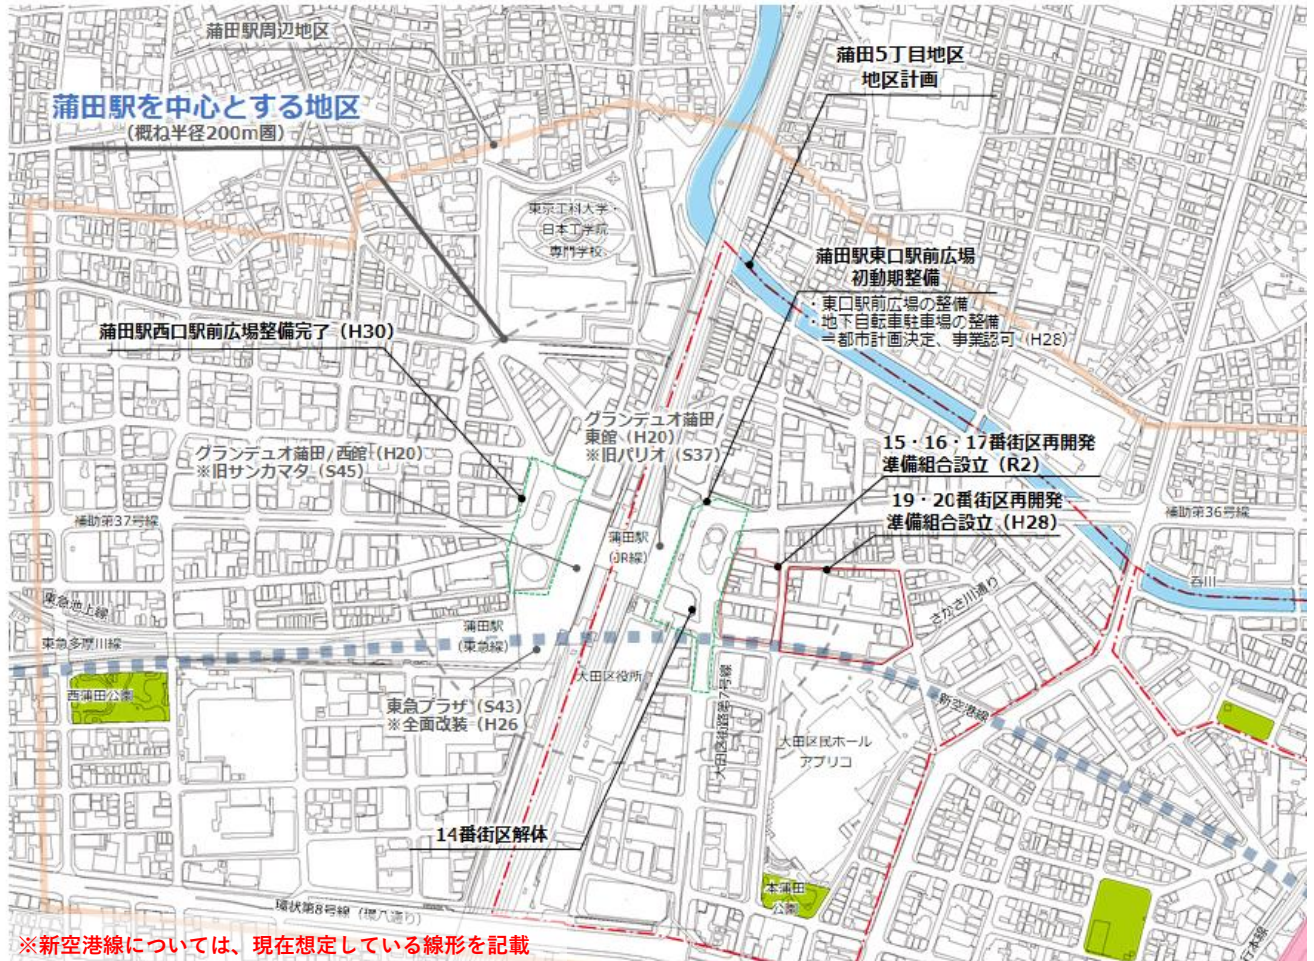 蒲田駅周辺地区
蒲田5丁目地区
地区計画
蒲田駅を中心とする地区
（概ね半径200m圏）
東京工科大学・
日本工学院
専門学校
蒲田駅東口駅前広場
初動期整備
・東口駅前広場の整備
・地下自転車駐車場の整備
＝都市計画決定、事業認可（H28）
蒲田駅西口駅前広場整備完了（H30）
グランデュオ蒲田/
東館（H20）
※旧パリオ（S37）
グランデュオ蒲田/西館（H20）
※旧サンカマタ（S45）
15・16・17番街区再開発
準備組合設立（R2）
19・20番街区再開発
準備組合設立（H28）
補助第37号線
補助第36号線
蒲田駅
（JR線）
呑川
さかさ川通り
東急池上線
東急多摩川線
蒲田駅
（東急線）
大田区役所
西蒲田公園
東急プラザ（S43）
※全面改装（H26
大田区街路第7号線
新空港線
大田区民ホール
アプリコ
14番街区解体
本蒲田
公園
環状第8号線（環八通り）
※新空港線については、現在想定している線形を記載